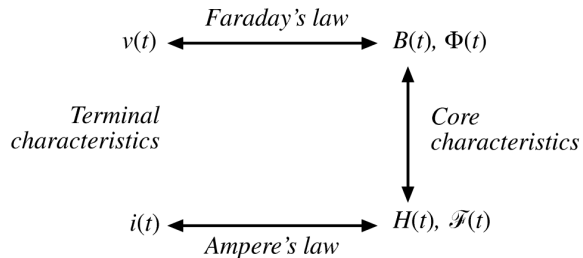 Faraday's law
v(t)
B(t), Φ(t)
Terminal
characteristics
Core
characteristics
i(t)
H(t), ℱ(t)
Ampere's law